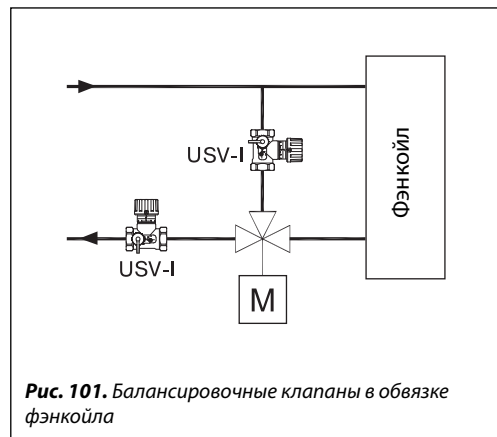 USV-I
Фэнкойл
USV-I
M
Рис. 101. Балансировочные клапаны в обвязке
фэнкойла